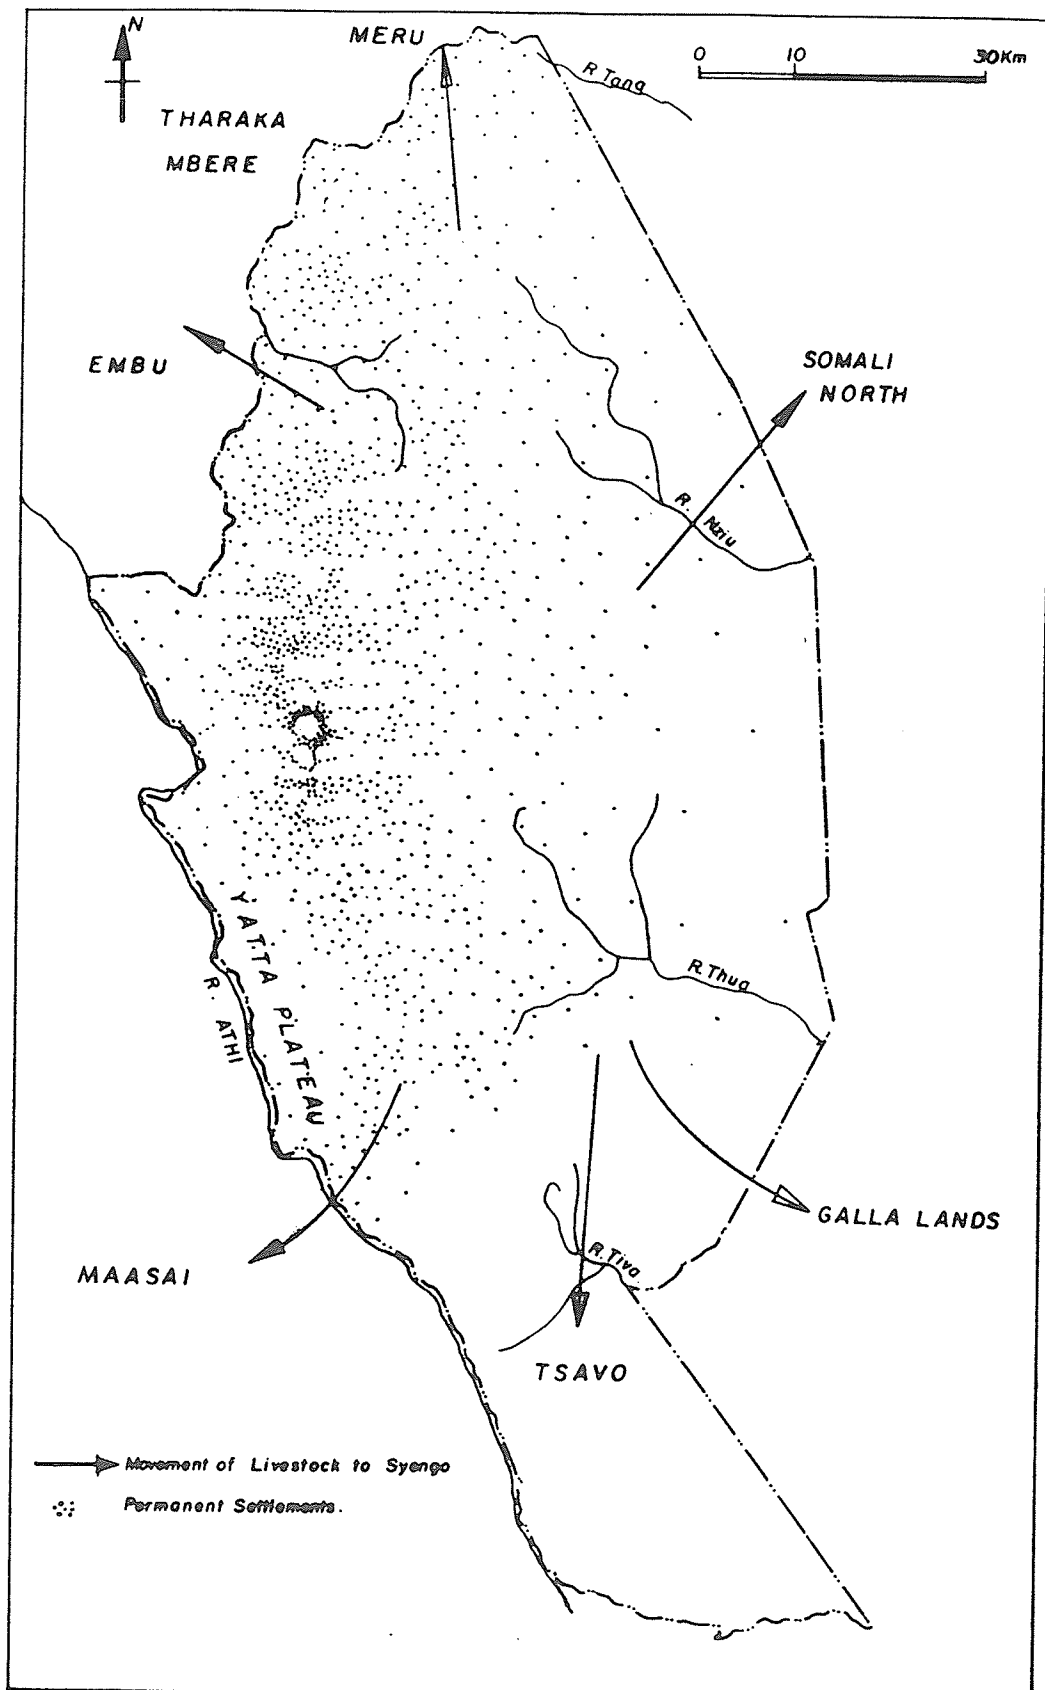 N
MERU
0 10 30Km
R Tana
THARAKA
MBERE
EMBU
SOMALI
NORTH
R. Nziu
YATTA PLATEAU
R. ATHI
R. Thua
GALLA LANDS
MAASAI
R. Tiva
TSAVO
Movement of Livestock to Syengo
Permanent Settlements.